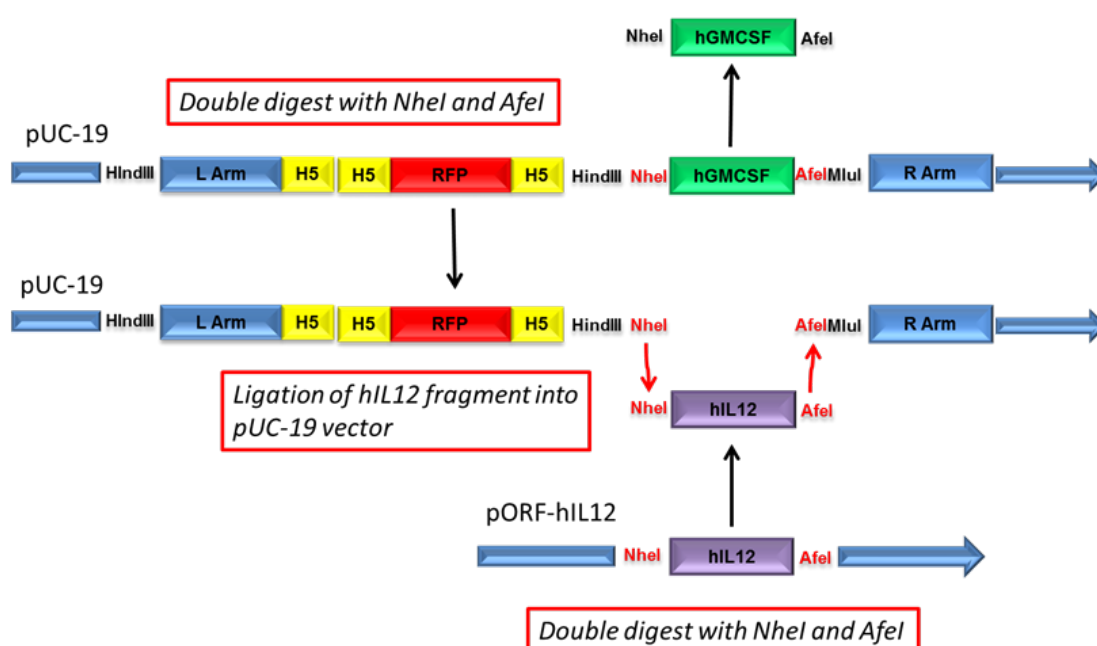 NheI hGMCSF AfeI
Double digest with NheI and AfeI
pUC-19
HIndIII L Arm H5 H5 RFP H5 HindIII NheI hGMCSF AfeIMluI R Arm
pUC-19
HIndIII L Arm H5 H5 RFP H5 HindIII NheI AfeIMluI R Arm
Ligation of hIL12 fragment into
pUC-19 vector
NheI hIL12 AfeI
pORF-hIL12
NheI hIL12 AfeI
Double digest with NheI and AfeI